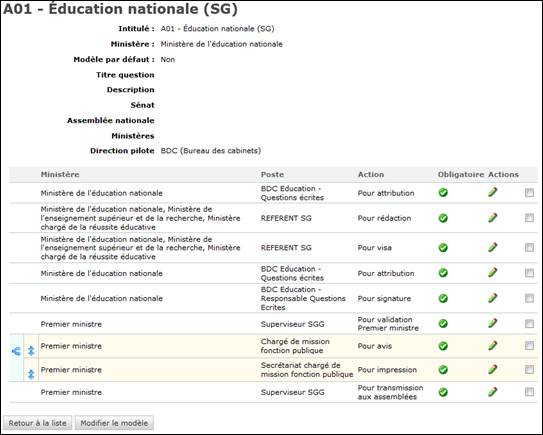 A01 - Éducation nationale (SG)
Intitulé : A01 - Éducation nationale (SG)
Ministère : Ministère de l'éducation nationale
Modèle par défaut : Non
Titre question
Description
Sénat
Assemblée nationale
Ministères
Direction pilote BDC (Bureau des cabinets)
Ministère Poste Action Obligatoire Actions
Ministère de l'éducation nationale BDC Education - Pour attribution
Questions écrites
Ministère de l'éducation nationale, Ministère de
l'enseignement supérieur et de la recherche, Ministère REFERENT SG Pour rédaction
chargé de la réussite éducative
Ministère de l'éducation nationale, Ministère de
l'enseignement supérieur et de la recherche, Ministère REFERENT SG Pour visa
chargé de la réussite éducative
Ministère de l'éducation nationale BDC Education - Pour attribution
Questions écrites
Ministère de l'éducation nationale BDC Education - Pour signature
Responsable Questions
Ecrites
Premier ministre Superviseur SGG Pour validation
Premier ministre
Premier ministre Chargé de mission Pour avis
fonction publique
Premier ministre Secrétariat chargé de Pour impression
mission fonction publique
Premier ministre Superviseur SGG Pour transmission
aux assemblées
Retour à la liste Modifier le modèle